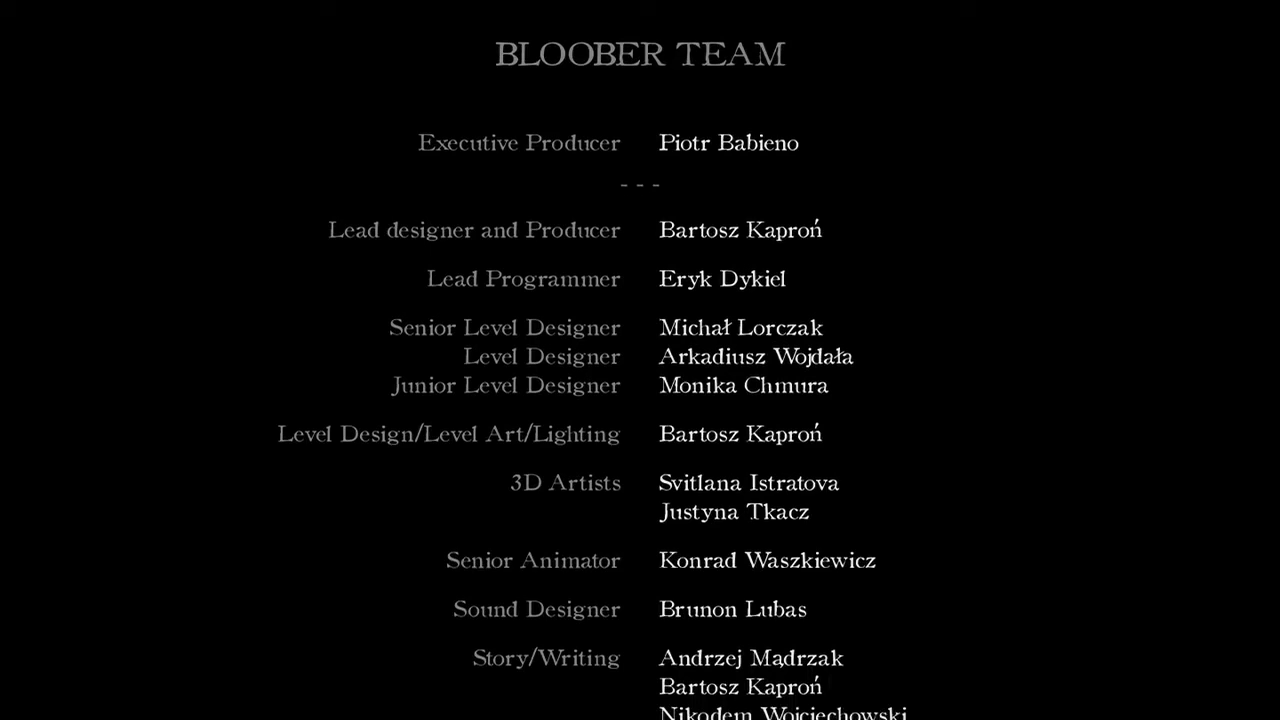 BLOOBER TEAM
Executive Producer Piotr Babieno
- - -
Lead designer and Producer Bartosz Kaproń
Lead Programmer Eryk Dykiel
Senior Level Designer Michał Lorczak
Level Designer Arkadiusz Wojdała
Junior Level Designer Monika Chmura
Level Design/Level Art/Lighting Bartosz Kaproń
3D Artists Svitlana Istratova
Justyna Tkacz
Senior Animator Konrad Waszkiewicz
Sound Designer Brunon Lubas
Story/Writing Andrzej Mądrzak
Bartosz Kaproń
Nikodem Wojciechowski